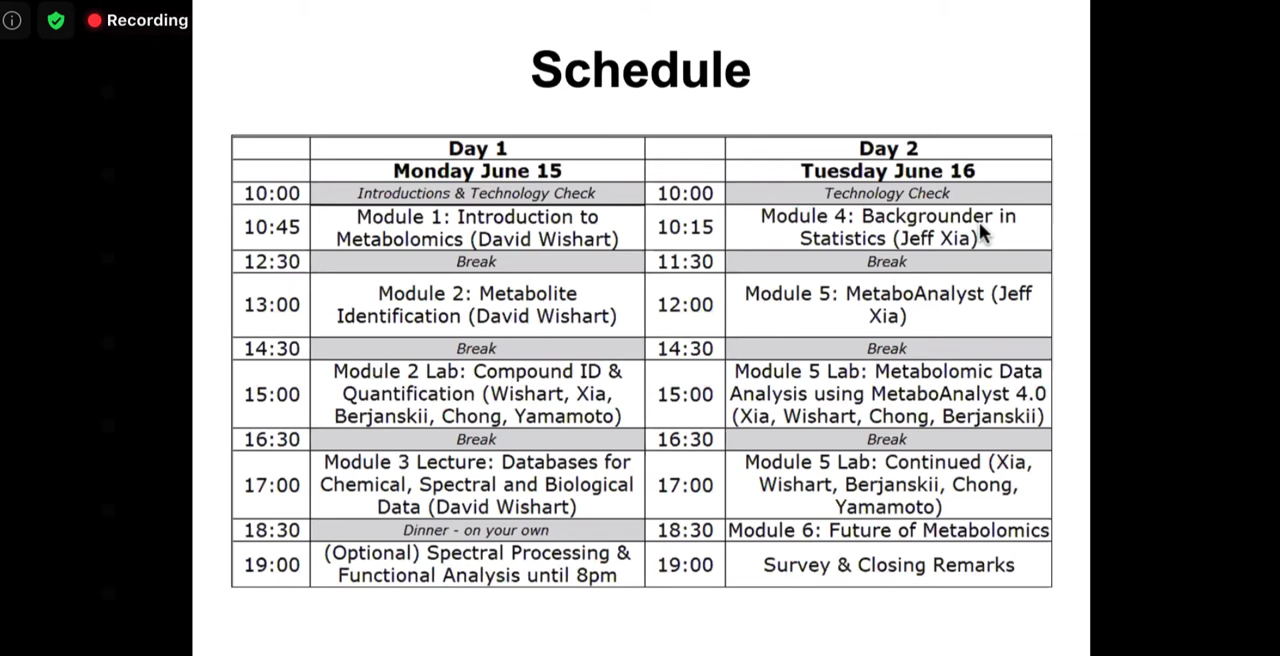 Recording
Schedule
Day 1
Day 2
Monday June 15
Tuesday June 16
10:00
Introductions & Technology Check
10:00
Technology Check
10:45
Module 1: Introduction to
Metabolomics (David Wishart)
10:15
Module 4: Backgrounder in
Statistics (Jeff Xia)
12:30
Break
11:30
Break
13:00
Module 2: Metabolite
Identification (David Wishart)
12:00
Module 5: MetaboAnalyst (Jeff
Xia)
14:30
Break
14:30
Break
15:00
Module 2 Lab: Compound ID &
Quantification (Wishart, Xia,
Berjanskii, Chong, Yamamoto)
15:00
Module 5 Lab: Metabolomic Data
Analysis using MetaboAnalyst 4.0
(Xia, Wishart, Chong, Berjanskii)
16:30
Break
16:30
Break
17:00
Module 3 Lecture: Databases for
Chemical, Spectral and Biological
Data (David Wishart)
17:00
Module 5 Lab: Continued (Xia,
Wishart, Berjanskii, Chong,
Yamamoto)
18:30
Dinner - on your own
18:30
Module 6: Future of Metabolomics
19:00
(Optional) Spectral Processing &
Functional Analysis until 8pm
19:00
Survey & Closing Remarks